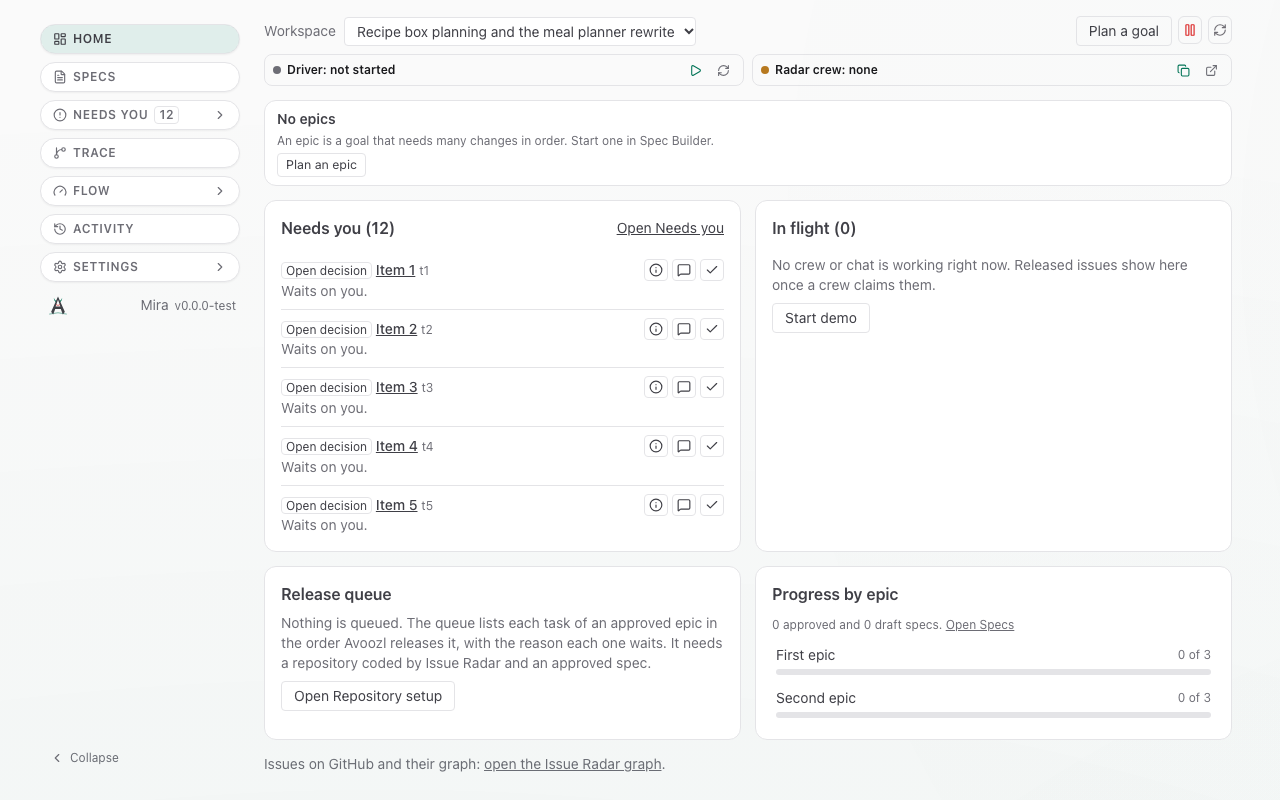 HOME
SPECS
NEEDS YOU 12
TRACE
FLOW
ACTIVITY
SETTINGS
Mira v0.0.0-test
Collapse
Workspace Recipe box planning and the meal planner rewrite
Plan a goal
Driver: not started
Radar crew: none
No epics
An epic is a goal that needs many changes in order. Start one in Spec Builder.
Plan an epic
Needs you (12) Open Needs you
Open decision Item 1 t1
Waits on you.
Open decision Item 2 t2
Waits on you.
Open decision Item 3 t3
Waits on you.
Open decision Item 4 t4
Waits on you.
Open decision Item 5 t5
Waits on you.
In flight (0)
No crew or chat is working right now. Released issues show here
once a crew claims them.
Start demo
Release queue
Nothing is queued. The queue lists each task of an approved epic in
the order Avoozl releases it, with the reason each one waits. It needs
a repository coded by Issue Radar and an approved spec.
Open Repository setup
Progress by epic
0 approved and 0 draft specs. Open Specs
First epic 0 of 3
Second epic 0 of 3
Issues on GitHub and their graph: open the Issue Radar graph.